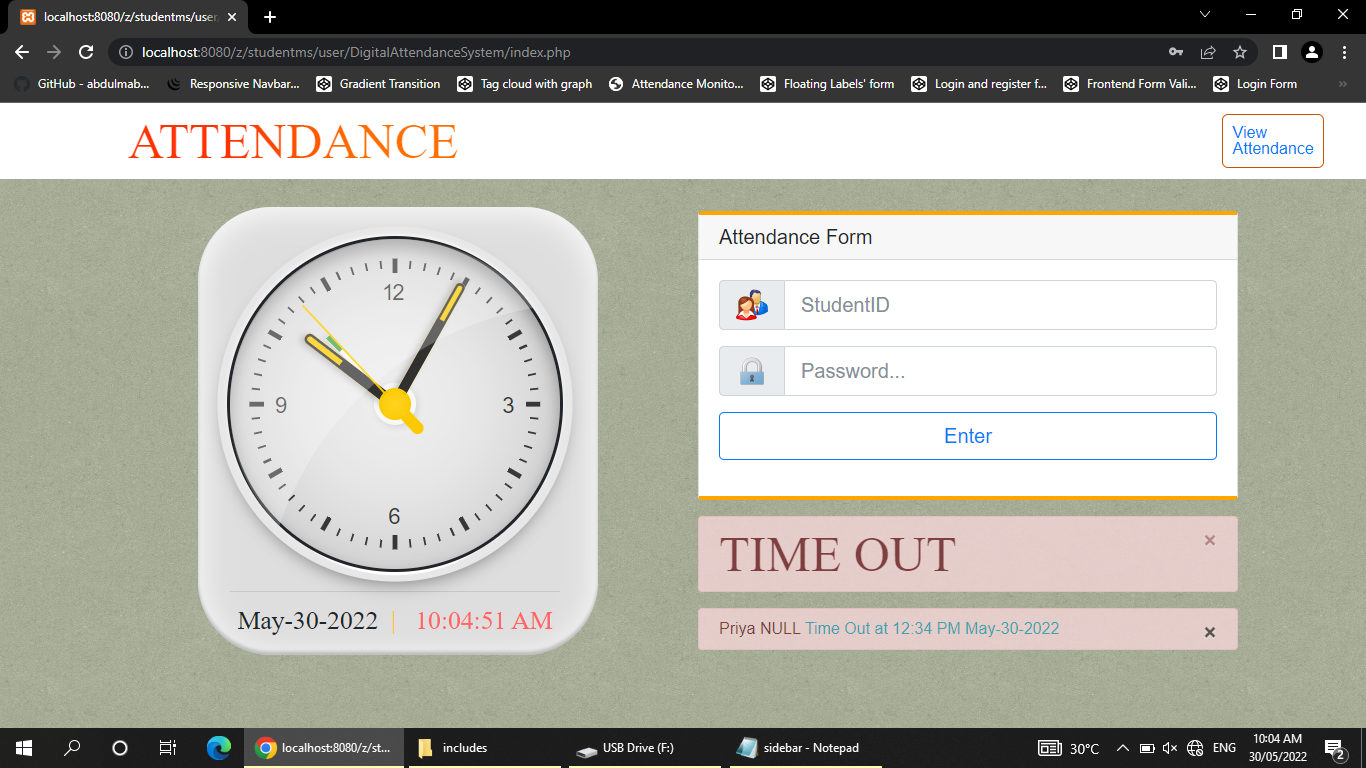 localhost:8080/z/studentms/user/
localhost:8080/z/studentms/user/DigitalAttendanceSystem/index.php
GitHub - abdulmab...
Responsive Navbar...
Gradient Transition
Tag cloud with graph
Attendance Monito...
Floating Labels' form
Login and register f...
Frontend Form Vali...
Login Form
ATTENDANCE
View
Attendance
12
3
6
9
May-30-2022 | 10:04:51 AM
Attendance Form
StudentID
Password...
Enter
TIME OUT
×
Priya NULL Time Out at 12:34 PM May-30-2022
×
localhost:8080/z/st...
includes
USB Drive (F:)
sidebar - Notepad
30°C
ENG
10:04 AM
30/05/2022
2